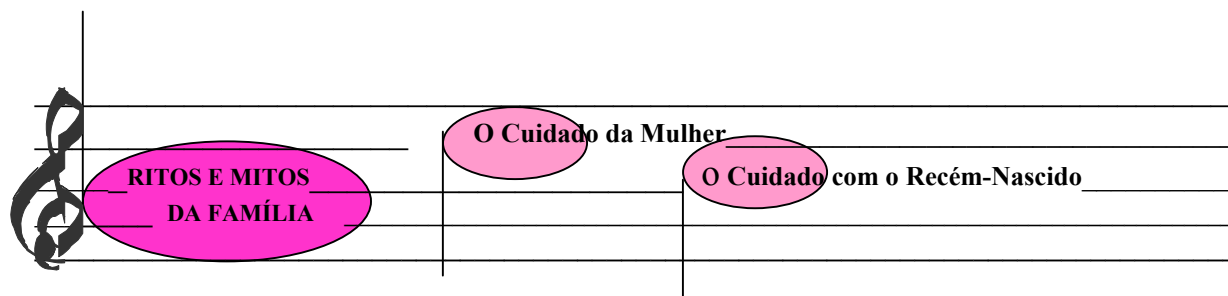 RITOS E MITOS
DA FAMÍLIA
O Cuidado da Mulher
O Cuidado com o Recém-Nascido